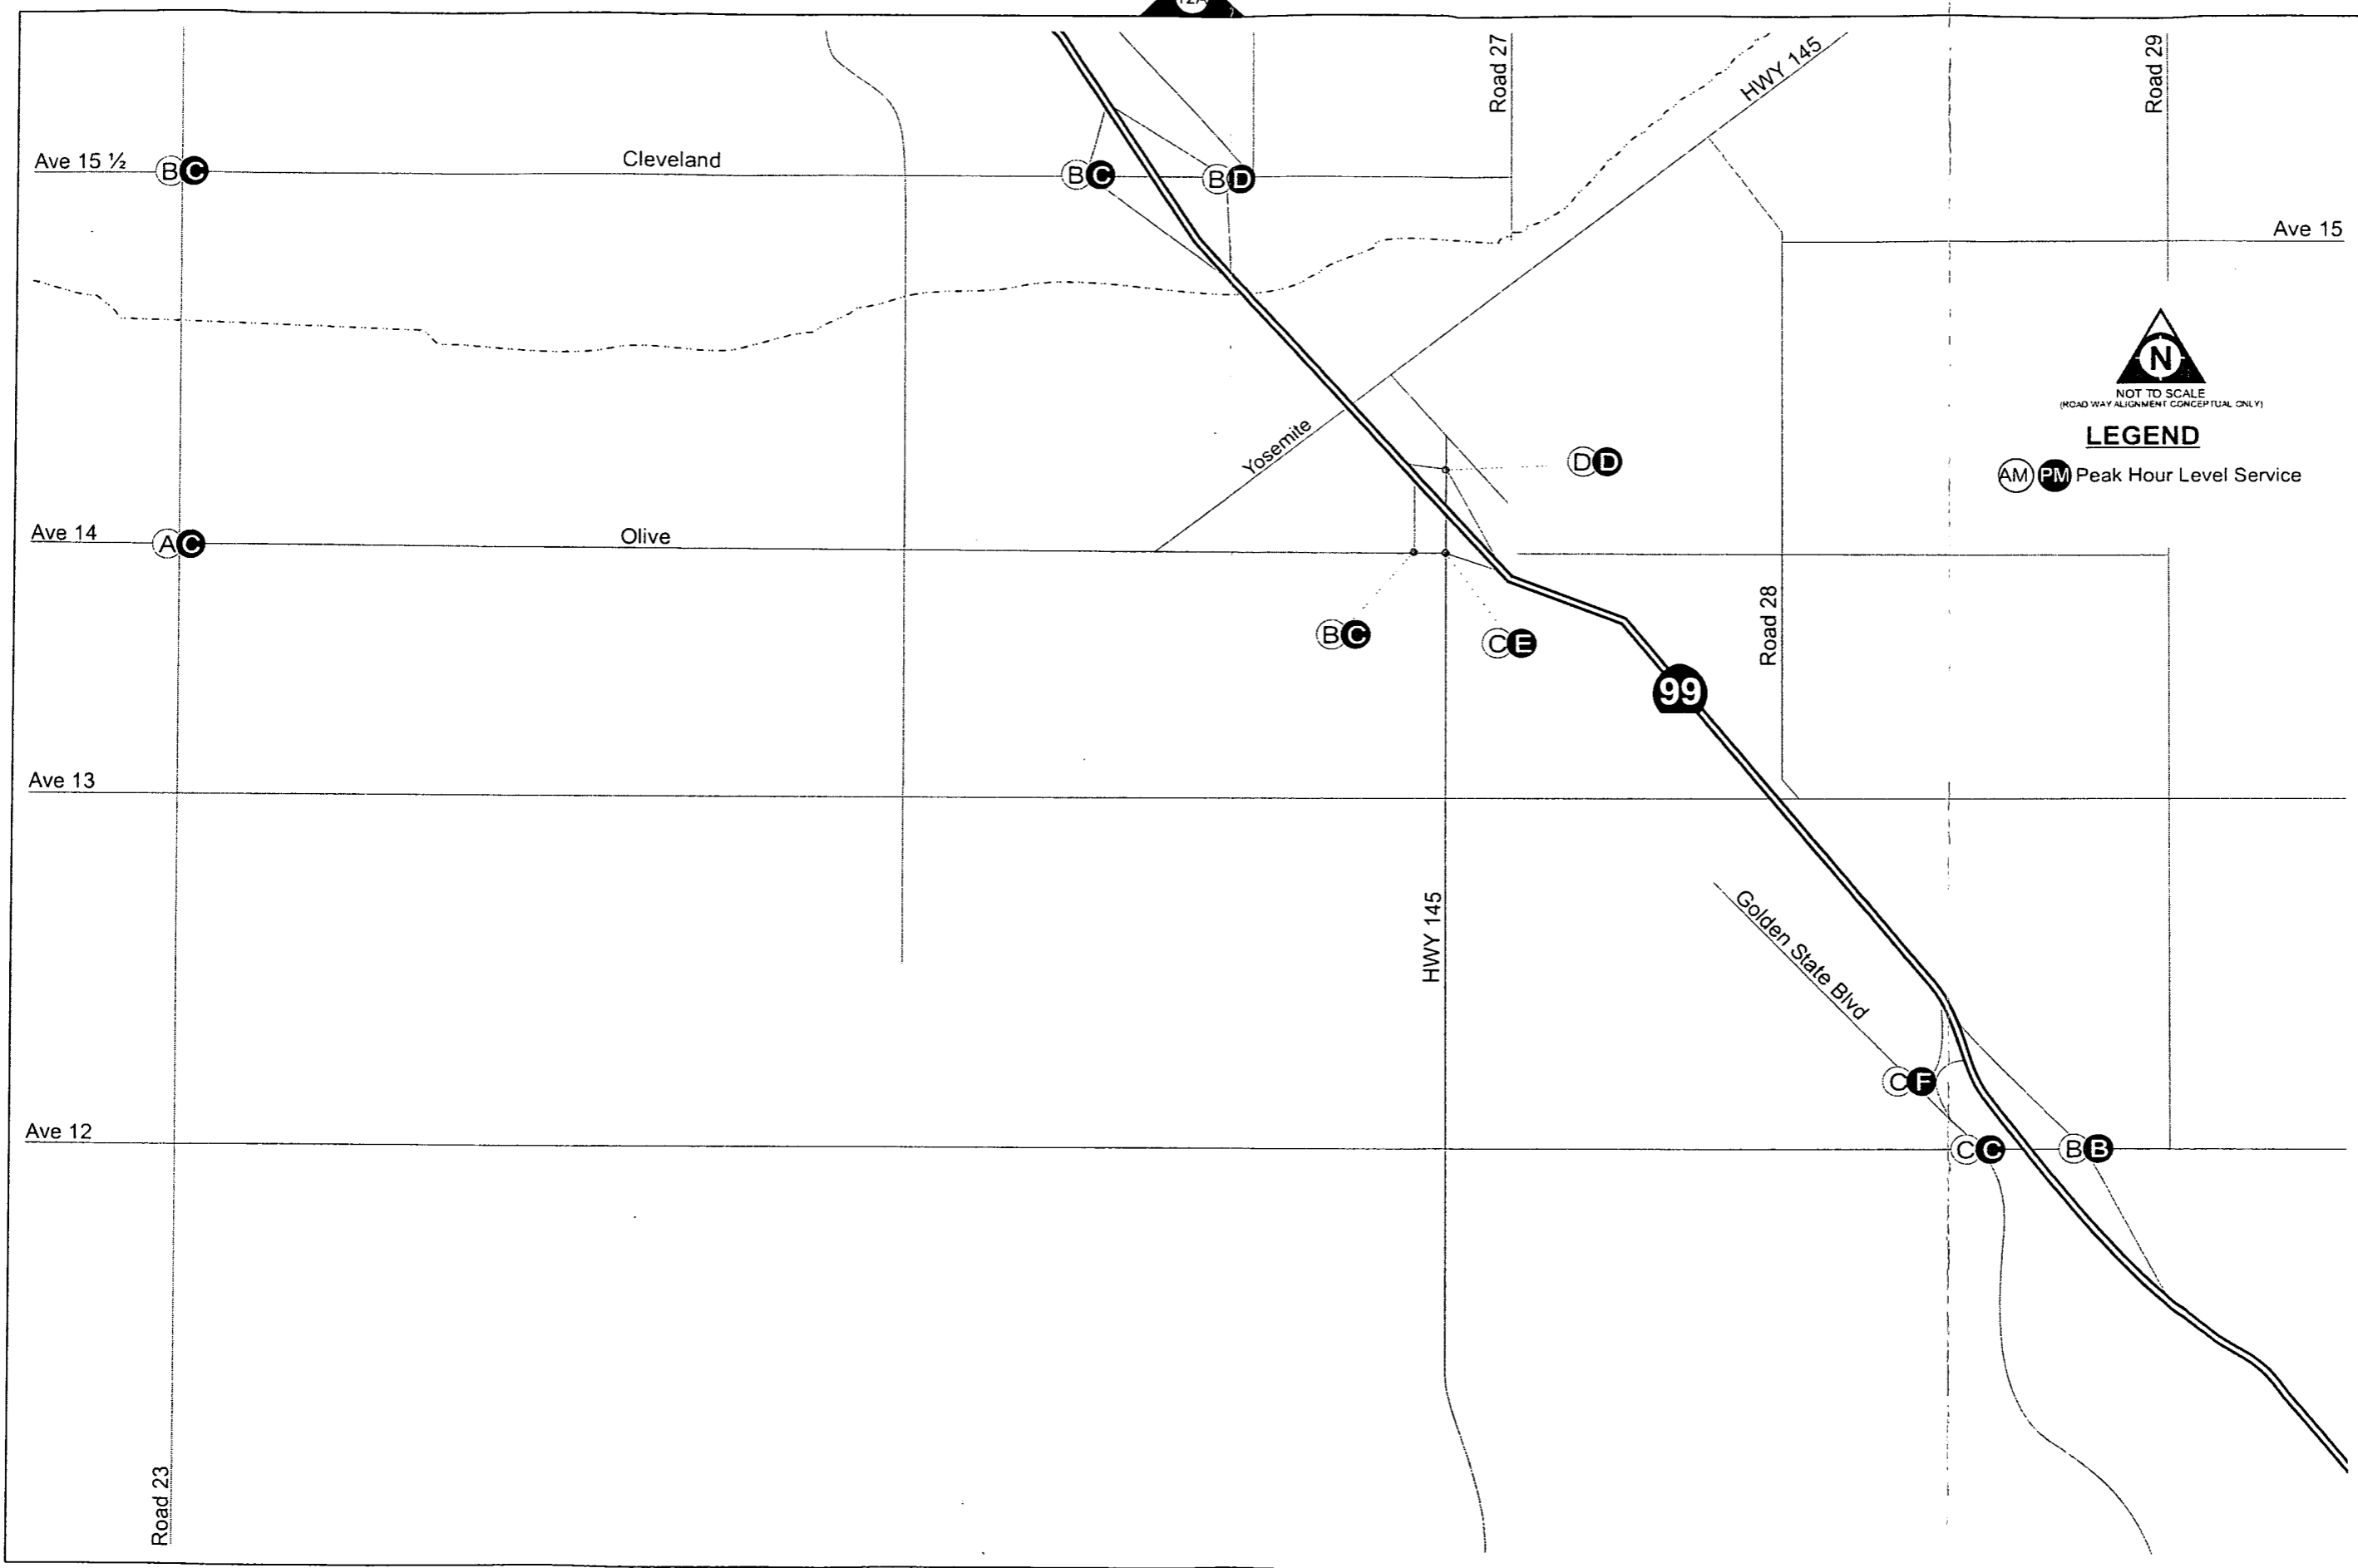 12A
Road 27
HWY 145
Road 29
Ave 15 ½
B C
Cleveland
B C
B D
Ave 15
N
NOT TO SCALE
(ROADWAY ALIGNMENT CONCEPTUAL ONLY)
LEGEND
AM PM Peak Hour Level Service
Yosemite
D D
Ave 14
A C
Olive
B C
C E
Road 28
99
Ave 13
Golden State Blvd
HWY 145
C F
Ave 12
C C
B B
Road 23